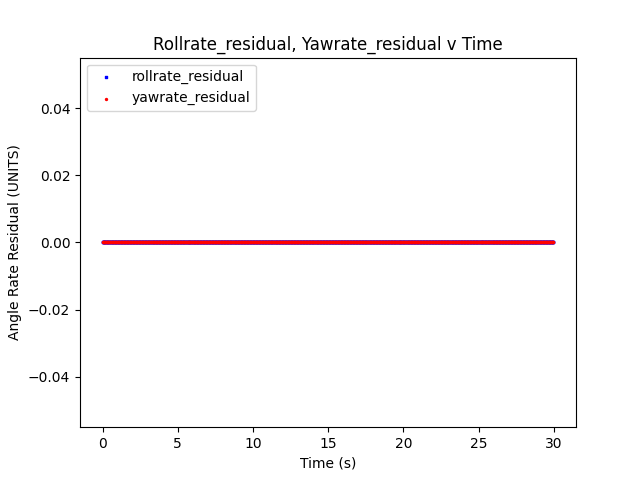 Rollrate_residual, Yawrate_residual v Time
rollrate_residual
yawrate_residual
Angle Rate Residual (UNITS)
0.04
0.02
0.00
−0.02
−0.04
0 5 10 15 20 25 30
Time (s)